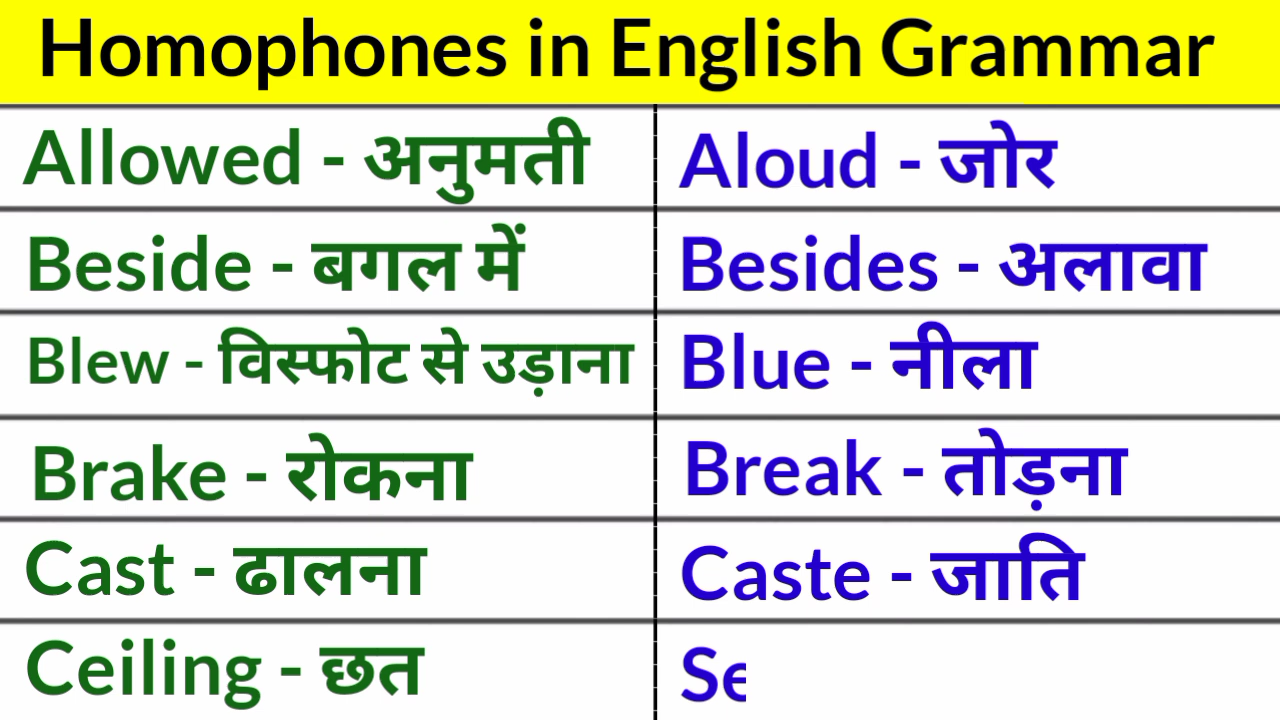 Homophones in English Grammar
Allowed - अनुमती
Aloud - जोर
Beside - बगल में
Besides - अलावा
Blew - विस्फोट से उड़ाना
Blue - नीला
Brake - रोकना
Break - तोड़ना
Cast - ढालना
Caste - जाति
Ceiling - छत